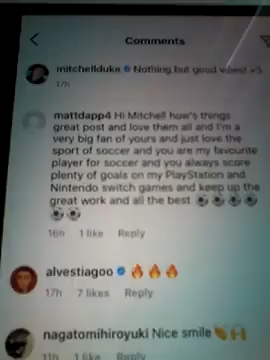 Comments
mitchellduke Nothing but good vibes! <3
17h
mattdapp4 Hi Mitchell how's things
great post and love them all and I'm a
very big fan of yours and just love the
sport of soccer and you are my favourite
player for soccer and you always score
plenty of goals on my PlayStation and
Nintendo switch games and keep up the
great work and all the best ⚽⚽⚽⚽
⚽⚽
16h 1 like Reply
alvestiagoo 🔥🔥🔥
17h 7 likes Reply
nagatomihiroyuki Nice smile👏🙌
11h 1 like Reply